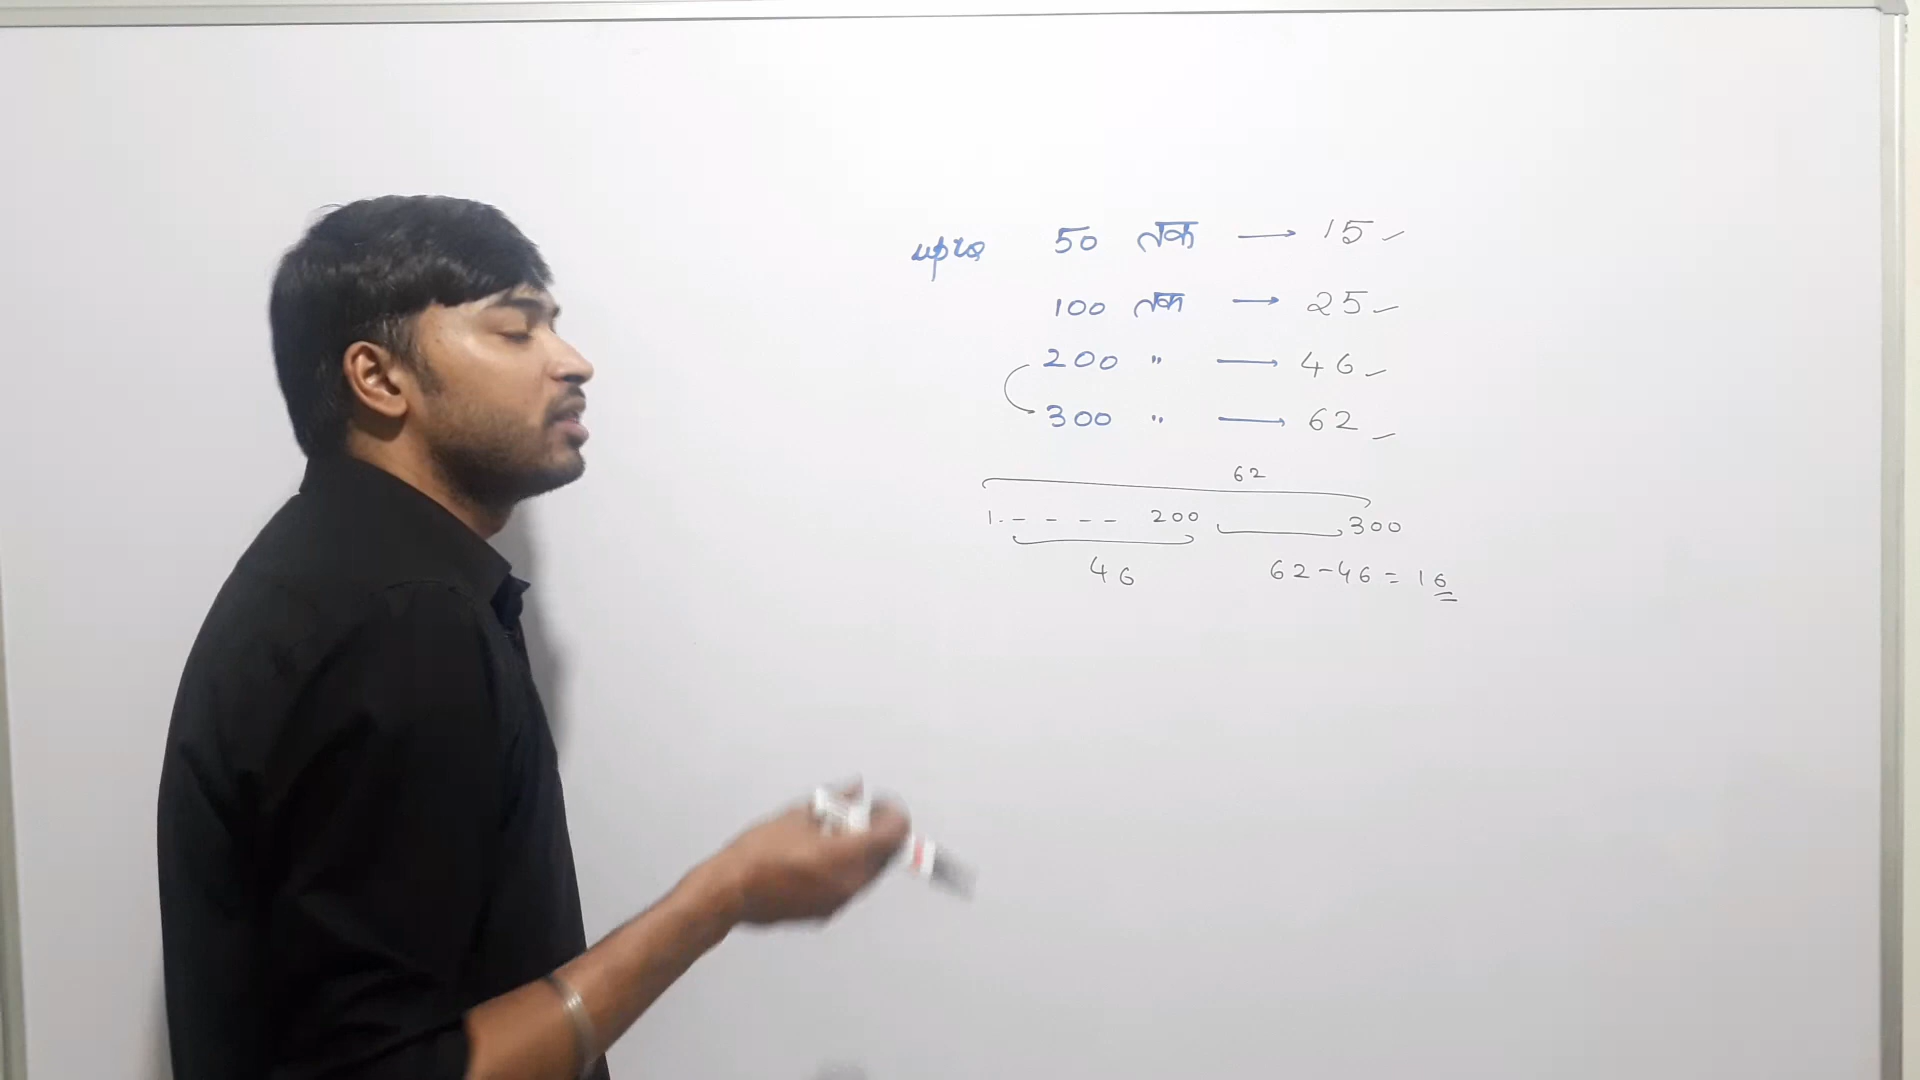 upto 50 तक → 15
100 तक → 25
200 " → 46
300 " → 62
62
1. - - - - 200 300
46 62-46 = 16